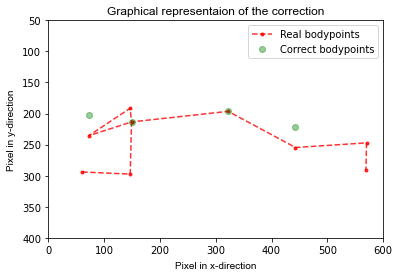 Graphical representaion of the correction
Real bodypoints
Correct bodypoints
Pixel in y-direction
50
100
150
200
250
300
350
400
0 100 200 300 400 500 600
Pixel in x-direction